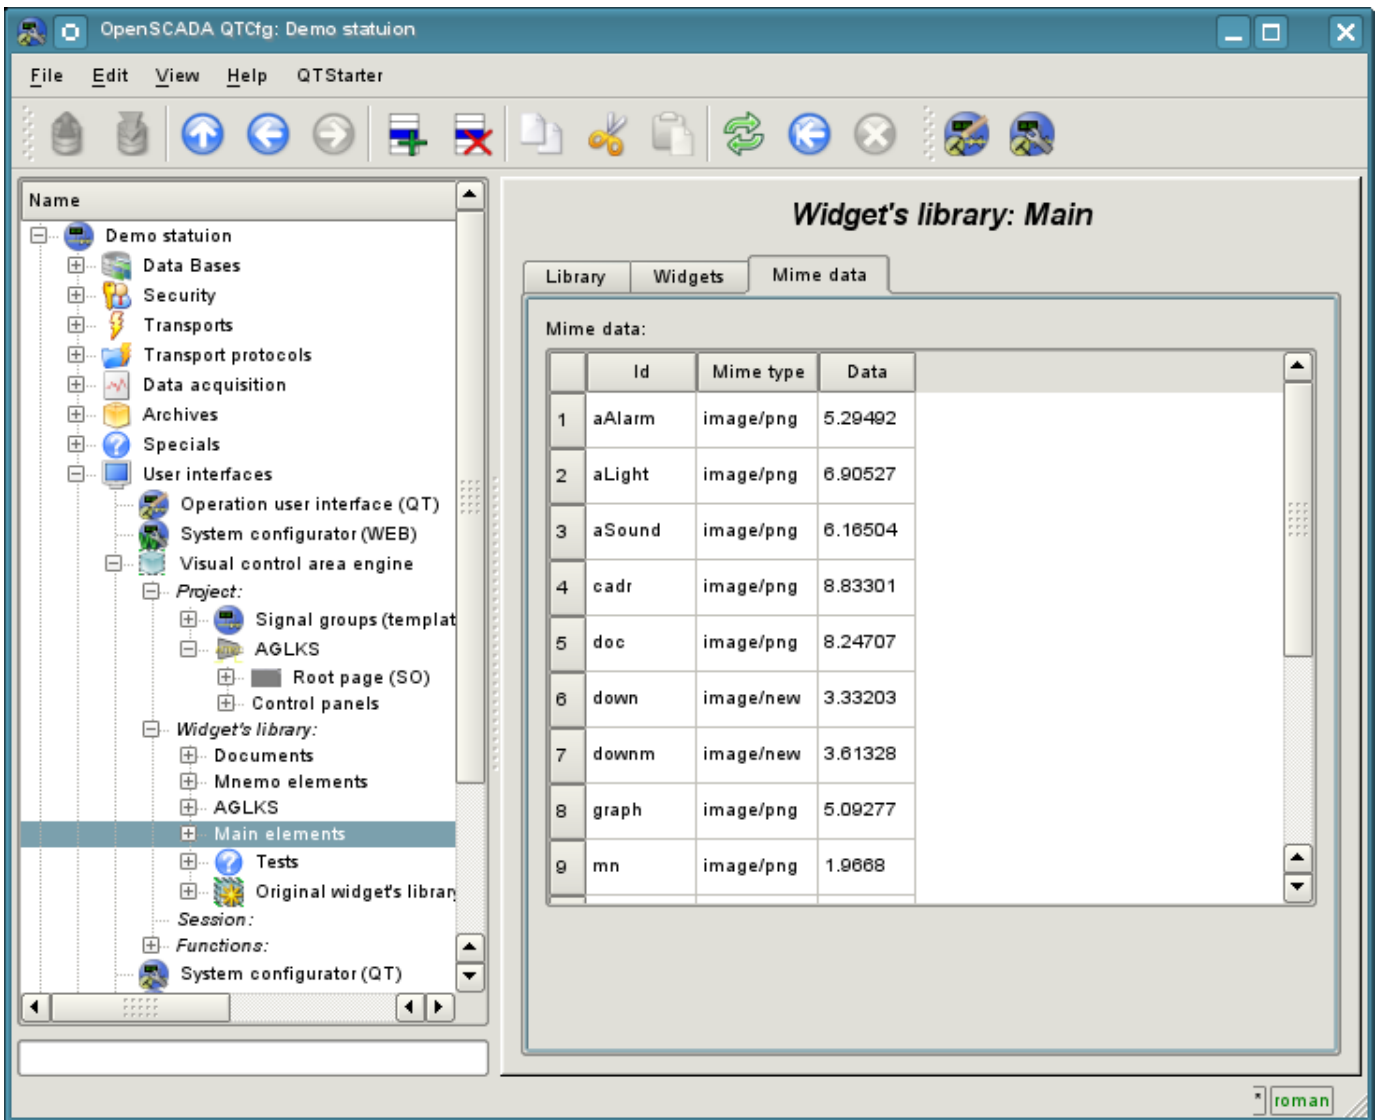 OpenSCADA QTCfg: Demo statuion
File Edit View Help QTStarter
Name
Demo statuion
Data Bases
Security
Transports
Transport protocols
Data acquisition
Archives
Specials
User interfaces
Operation user interface (QT)
System configurator (WEB)
Visual control area engine
Project:
Signal groups (templat
AGLKS
Root page (SO)
Control panels
Widget's library:
Documents
Mnemo elements
AGLKS
Main elements
Tests
Original widget's librar
Session:
Functions:
System configurator (QT)
Widget's library: Main
Library Widgets Mime data
Mime data:
Id Mime type Data
1 aAlarm image/png 5.29492
2 aLight image/png 6.90527
3 aSound image/png 6.16504
4 cadr image/png 8.83301
5 doc image/png 8.24707
6 down image/new 3.33203
7 downm image/new 3.61328
8 graph image/png 5.09277
9 mn image/png 1.9668
* roman